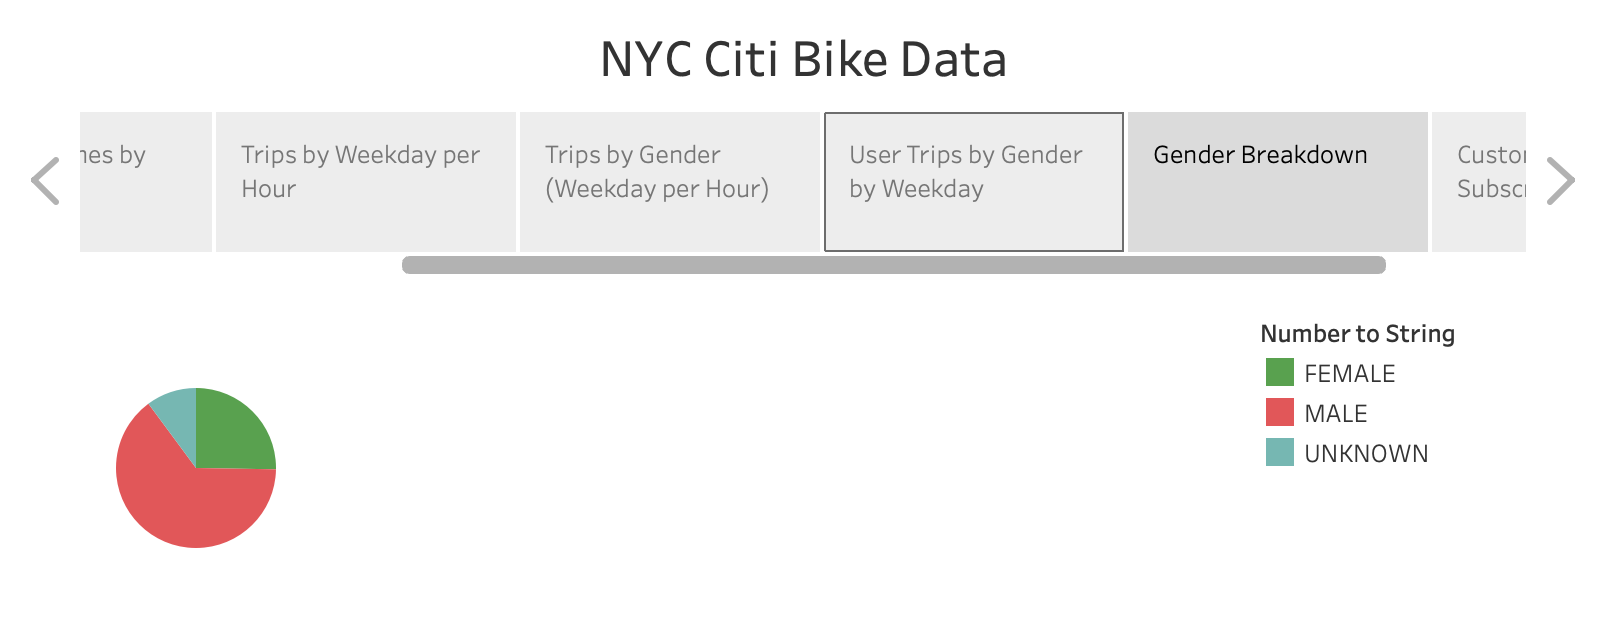 NYC Citi Bike Data
by
Trips by Weekday per
Hour
Trips by Gender
(Weekday per Hour)
User Trips by Gender
by Weekday
Gender Breakdown
Number to String
FEMALE
MALE
UNKNOWN